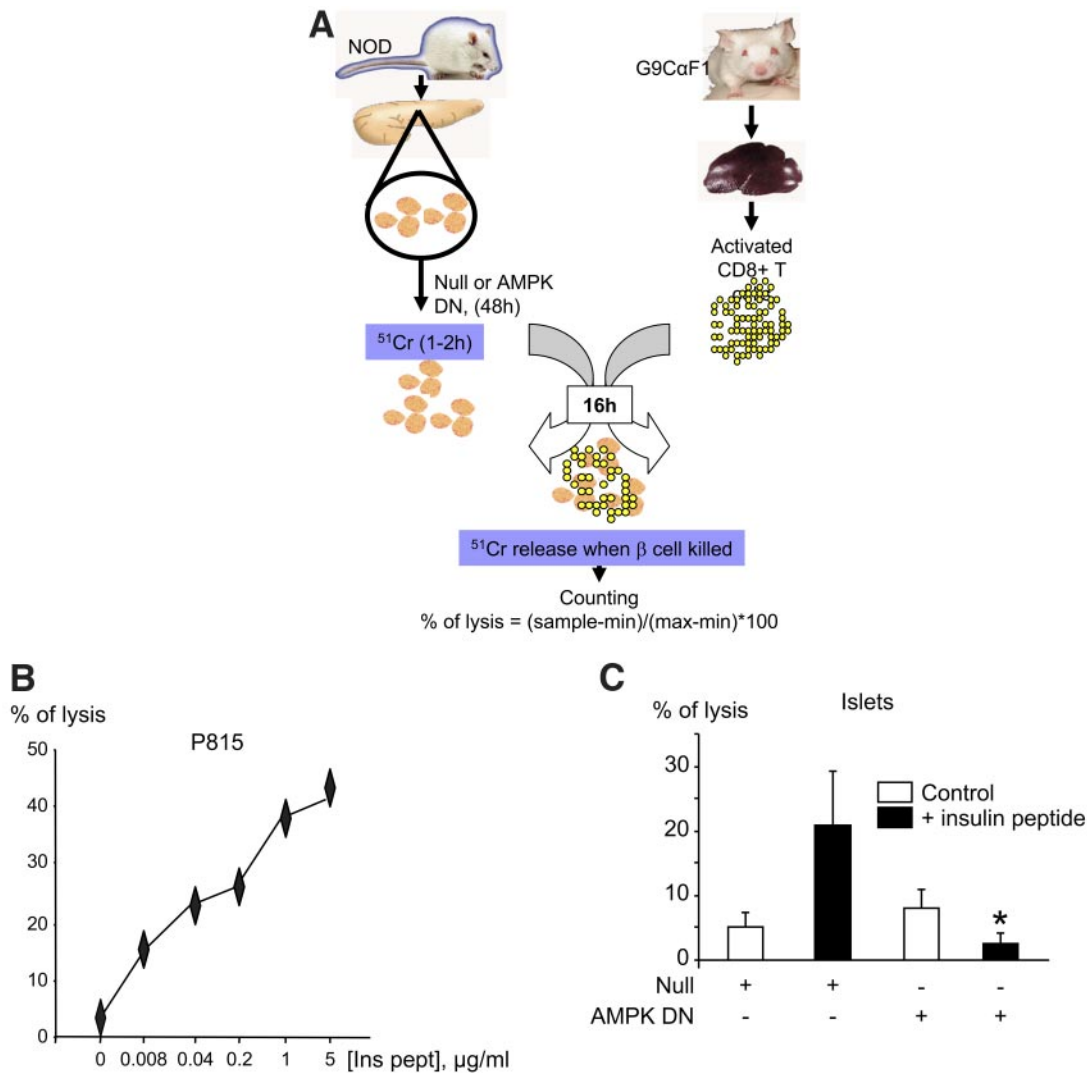 A
NOD
G9CαF1
Activated
CD8+ T
Null or AMPK
DN, (48h)
⁵¹Cr (1-2h)
16h
⁵¹Cr release when β cell killed
Counting
% of lysis = (sample-min)/(max-min)*100
B
% of lysis
P815
50
40
30
20
10
0
0 0.008 0.04 0.2 1 5 [Ins pept], μg/ml
C
% of lysis
Islets
30
20
10
0
Control
+ insulin peptide
*
Null + + - -
AMPK DN - - + +